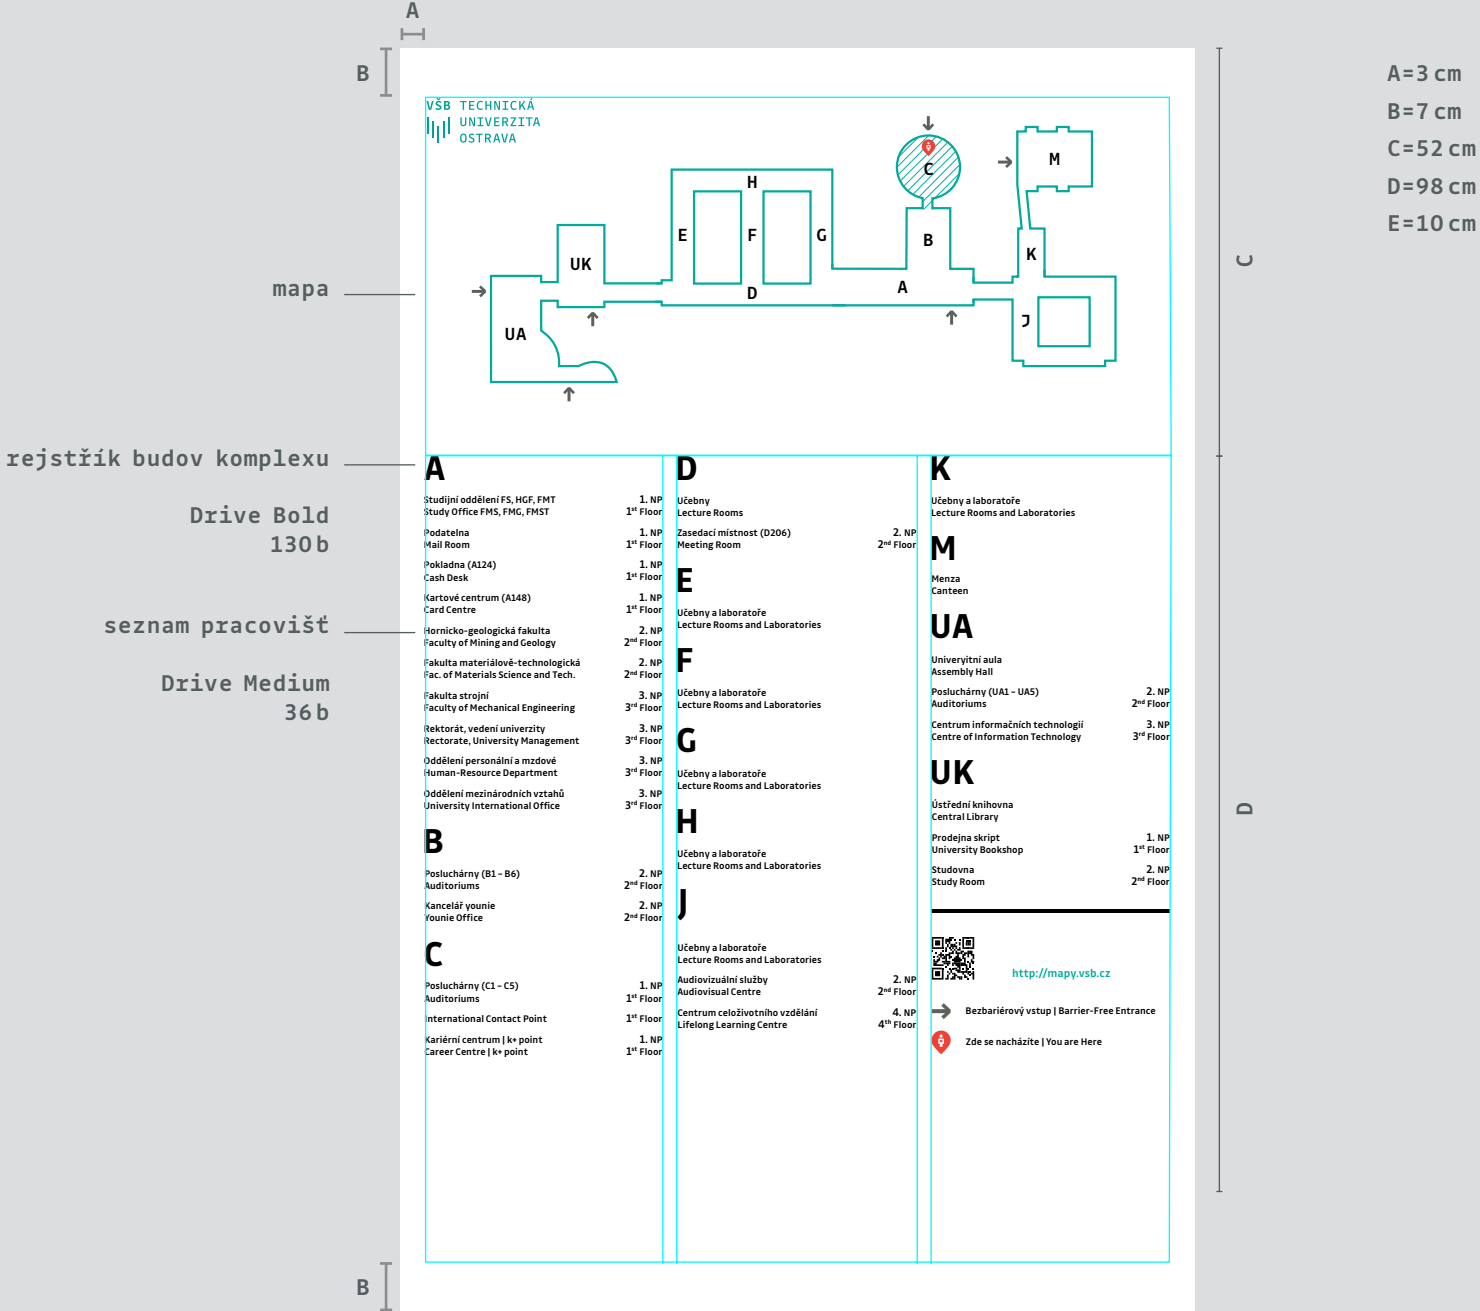 A
B
A=3 cm
B=7 cm
C=52 cm
D=98 cm
E=10 cm
C
VŠB TECHNICKÁ
UNIVERZITA
OSTRAVA
C
M
H
E
F
G
B
UK
K
D
A
J
UA
mapa
rejstřík budov komplexu
Drive Bold
130 b
seznam pracovišť
Drive Medium
36 b
A
Studijní oddělení FS, HGF, FMT 1. NP
Study Office FMS, FMG, FMST 1st Floor
Podatelna 1. NP
Mail Room 1st Floor
Pokladna (A124) 1. NP
Cash Desk 1st Floor
Kartové centrum (A148) 1. NP
Card Centre 1st Floor
Hornicko-geologická fakulta 2. NP
Faculty of Mining and Geology 2nd Floor
Fakulta materiálově-technologická 2. NP
Fac. of Materials Science and Tech. 2nd Floor
Fakulta strojní 3. NP
Faculty of Mechanical Engineering 3rd Floor
Rektorát, vedení univerzity 3. NP
Rectorate, University Management 3rd Floor
Oddělení personální a mzdové 3. NP
Human-Resource Department 3rd Floor
Oddělení mezinárodních vztahů 3. NP
University International Office 3rd Floor
B
Posluchárny (B1 – B6) 2. NP
Auditoriums 2nd Floor
Kancelář younie 2. NP
Younie Office 2nd Floor
C
Posluchárny (C1 – C5) 1. NP
Auditoriums 1st Floor
International Contact Point 1st Floor
Kariérní centrum | k+ point 1. NP
Career Centre | k+ point 1st Floor
D
Učebny
Lecture Rooms
Zasedací místnost (D206) 2. NP
Meeting Room 2nd Floor
E
Učebny a laboratoře
Lecture Rooms and Laboratories
F
Učebny a laboratoře
Lecture Rooms and Laboratories
G
Učebny a laboratoře
Lecture Rooms and Laboratories
H
Učebny a laboratoře
Lecture Rooms and Laboratories
J
Učebny a laboratoře
Lecture Rooms and Laboratories
Audiovizuální služby 2. NP
Audiovisual Centre 2nd Floor
Centrum celoživotního vzdělání 4. NP
Lifelong Learning Centre 4th Floor
K
Učebny a laboratoře
Lecture Rooms and Laboratories
M
Menza
Canteen
UA
Univeryitní aula
Assembly Hall
Posluchárny (UA1 – UA5) 2. NP
Auditoriums 2nd Floor
Centrum informačních technologií 3. NP
Centre of Information Technology 3rd Floor
UK
Ústřední knihovna
Central Library
Prodejna skript 1. NP
University Bookshop 1st Floor
Studovna 2. NP
Study Room 2nd Floor
http://mapy.vsb.cz
Bezbariérový vstup | Barrier-Free Entrance
Zde se nacházíte | You are Here
D
B